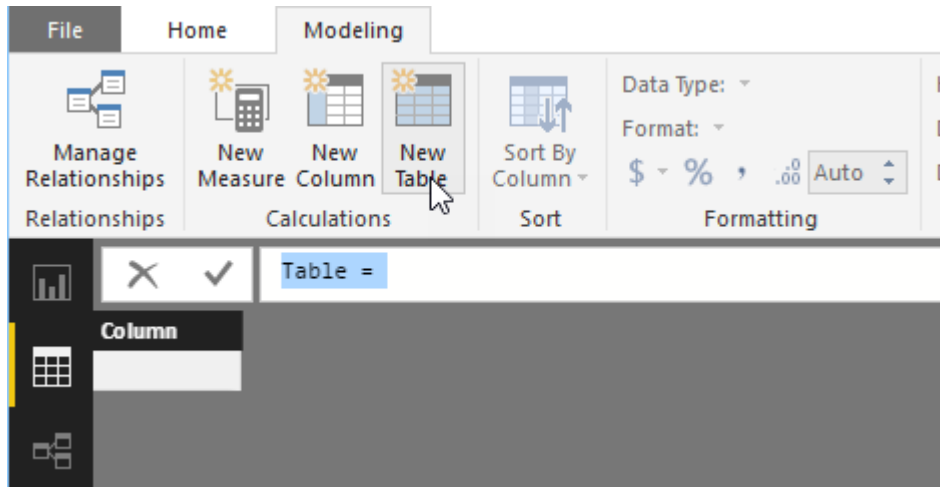 File Home Modeling
Manage Relationships
New Measure
New Column
New Table
Sort By Column
Data Type:
Format:
$ % , .00 Auto
Relationships Calculations Sort Formatting
Table =
Column